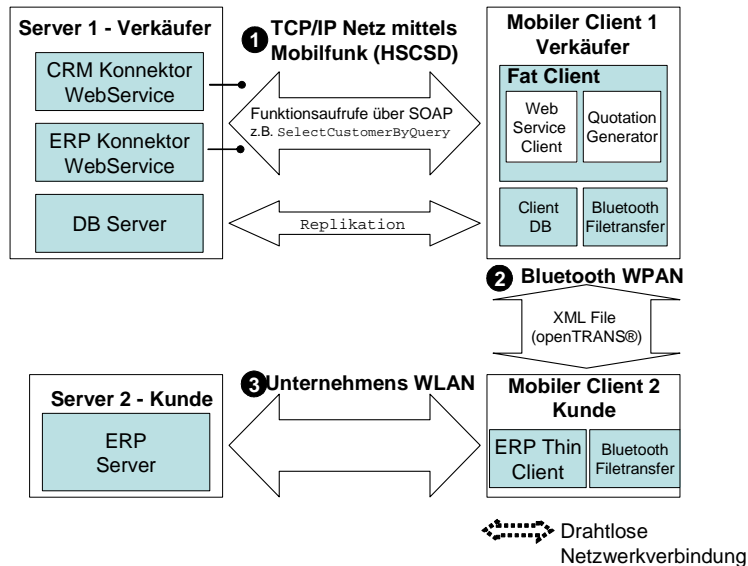 Server 1 - Verkäufer
CRM Konnektor
WebService
ERP Konnektor
WebService
DB Server
1 TCP/IP Netz mittels
Mobilfunk (HSCSD)
Funktionsaufrufe über SOAP
z.B. SelectCustomerByQuery
Replikation
Mobiler Client 1
Verkäufer
Fat Client
Web
Service
Client
Quotation
Generator
Client
DB
Bluetooth
Filetransfer
2 Bluetooth WPAN
XML File
(openTRANS®)
Server 2 - Kunde
ERP
Server
3 Unternehmens WLAN
Mobiler Client 2
Kunde
ERP Thin
Client
Bluetooth
Filetransfer
Drahtlose
Netzwerkverbindung